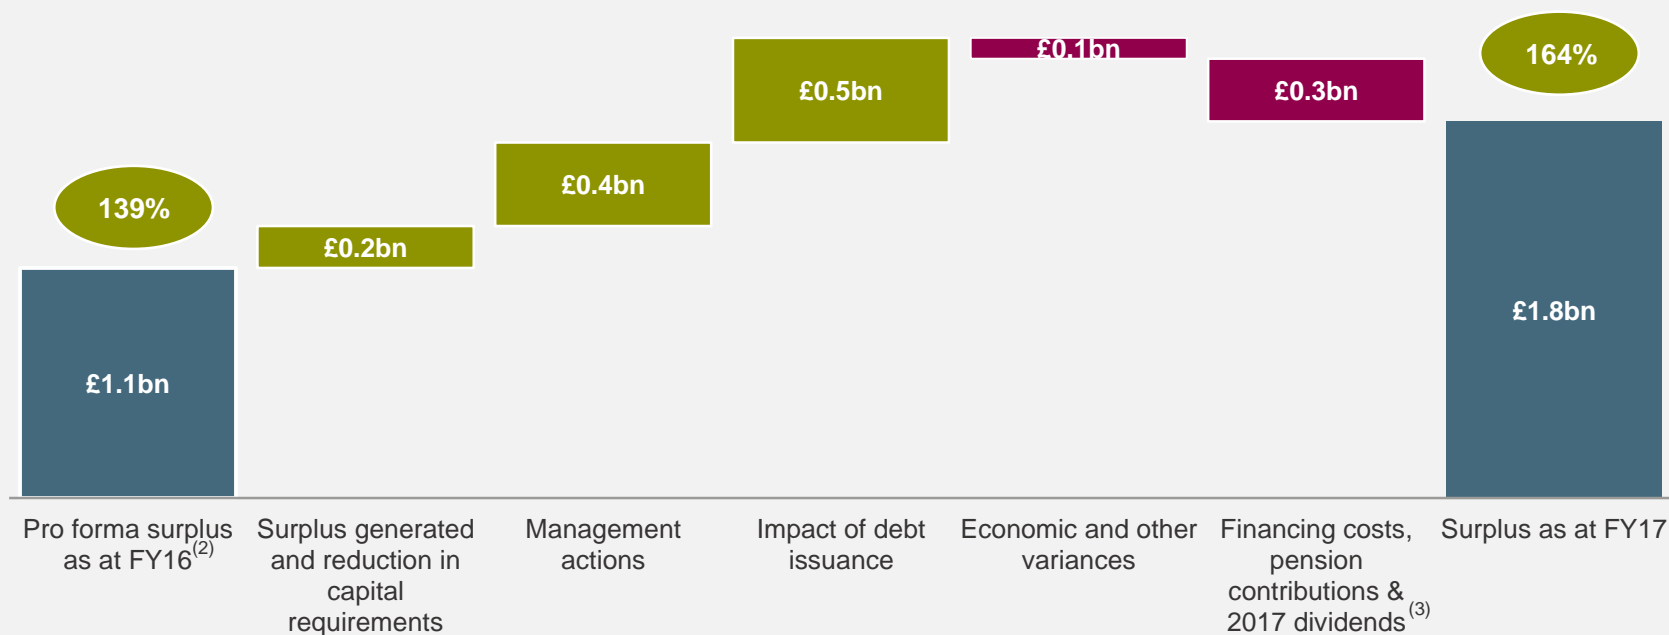 139%
£1.1bn
£0.2bn
£0.4bn
£0.5bn
£0.1bn
£0.3bn
164%
£1.8bn
Pro forma surplus
as at FY16(2)
Surplus generated
and reduction in
capital
requirements
Management
actions
Impact of debt
issuance
Economic and other
variances
Financing costs,
pension
contributions &
2017 dividends(3)
Surplus as at FY17